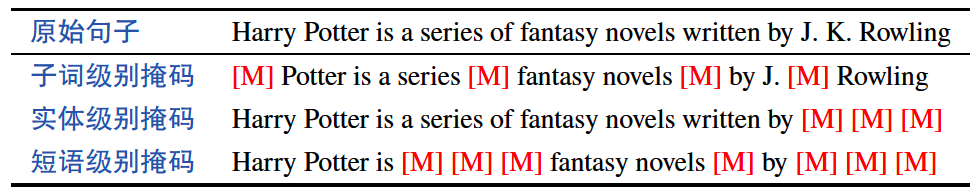 原始句子 Harry Potter is a series of fantasy novels written by J. K. Rowling
子词级别掩码 [M] Potter is a series [M] fantasy novels [M] by J. [M] Rowling
实体级别掩码 Harry Potter is a series of fantasy novels written by [M] [M] [M]
短语级别掩码 Harry Potter is [M] [M] [M] fantasy novels [M] by [M] [M] [M]